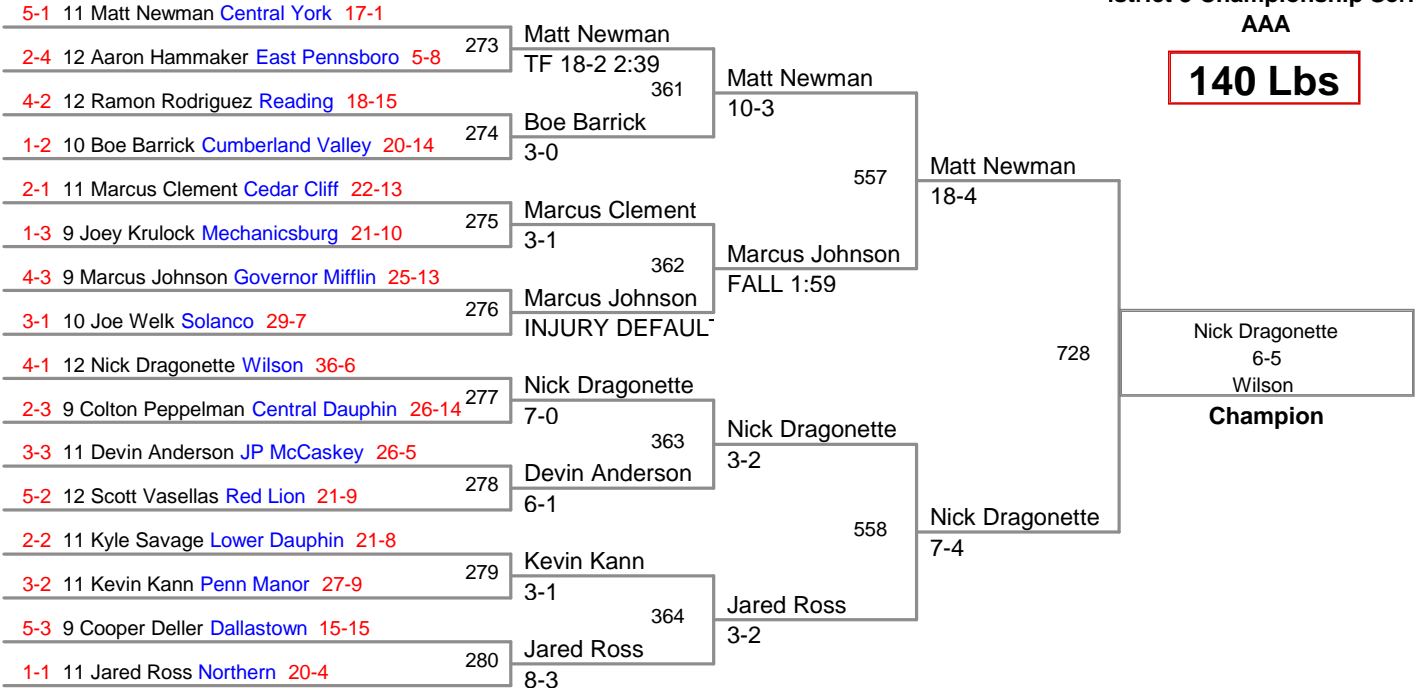 istrict 3 Championship Seri
AAA
140 Lbs
5-1 11 Matt Newman Central York 17-1
2-4 12 Aaron Hammaker East Pennsboro 5-8
4-2 12 Ramon Rodriguez Reading 18-15
1-2 10 Boe Barrick Cumberland Valley 20-14
2-1 11 Marcus Clement Cedar Cliff 22-13
1-3 9 Joey Krulock Mechanicsburg 21-10
4-3 9 Marcus Johnson Governor Mifflin 25-13
3-1 10 Joe Welk Solanco 29-7
4-1 12 Nick Dragonette Wilson 36-6
2-3 9 Colton Peppelman Central Dauphin 26-14
3-3 11 Devin Anderson JP McCaskey 26-5
5-2 12 Scott Vasellas Red Lion 21-9
2-2 11 Kyle Savage Lower Dauphin 21-8
3-2 11 Kevin Kann Penn Manor 27-9
5-3 9 Cooper Deller Dallastown 15-15
1-1 11 Jared Ross Northern 20-4
273
Matt Newman
TF 18-2 2:39
274
Boe Barrick
3-0
275
Marcus Clement
3-1
276
Marcus Johnson
INJURY DEFAUL
277
Nick Dragonette
7-0
278
Devin Anderson
6-1
279
Kevin Kann
3-1
280
Jared Ross
8-3
361
Matt Newman
10-3
362
Marcus Johnson
FALL 1:59
363
Nick Dragonette
3-2
364
Jared Ross
3-2
557
Matt Newman
18-4
558
Nick Dragonette
7-4
728
Nick Dragonette
6-5
Wilson
Champion